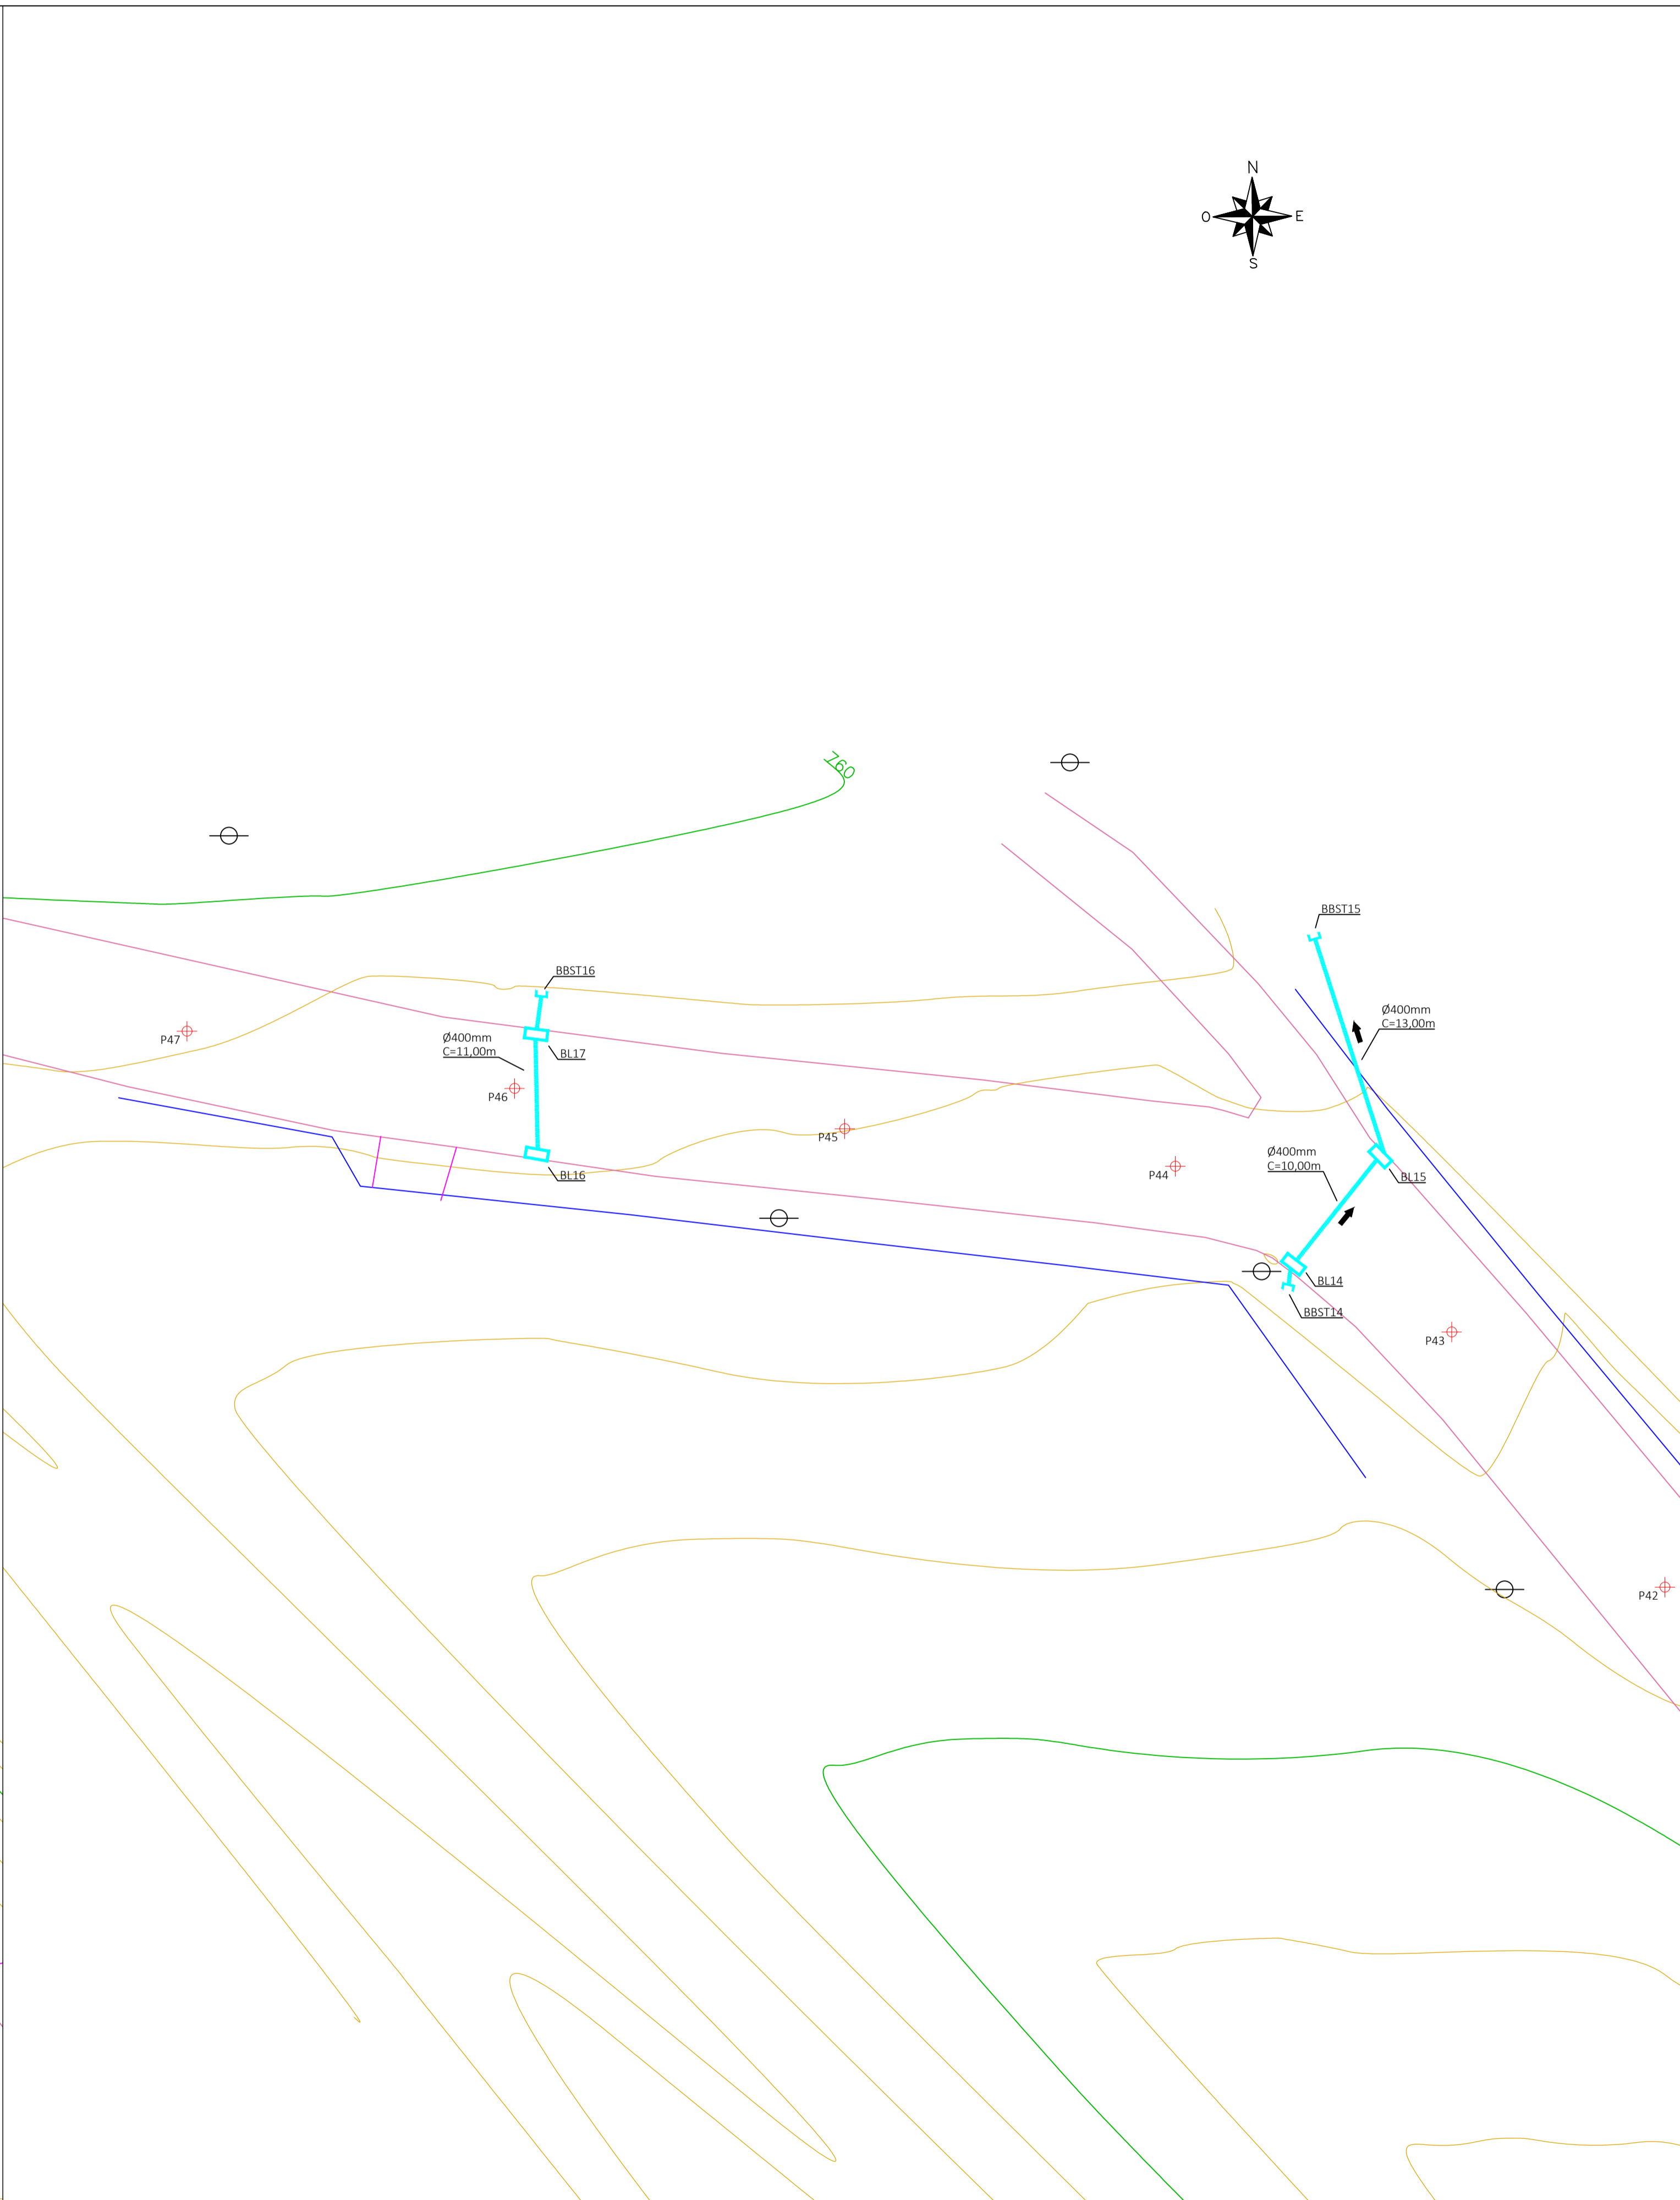 N
O
E
S
760
BBST15
BBST16
Ø400mm
C=13,00m
P47
Ø400mm
C=11,00m
BL17
P46
P45
Ø400mm
C=10,00m
P44
BL16
BL15
BL14
BBST14
P43
P42